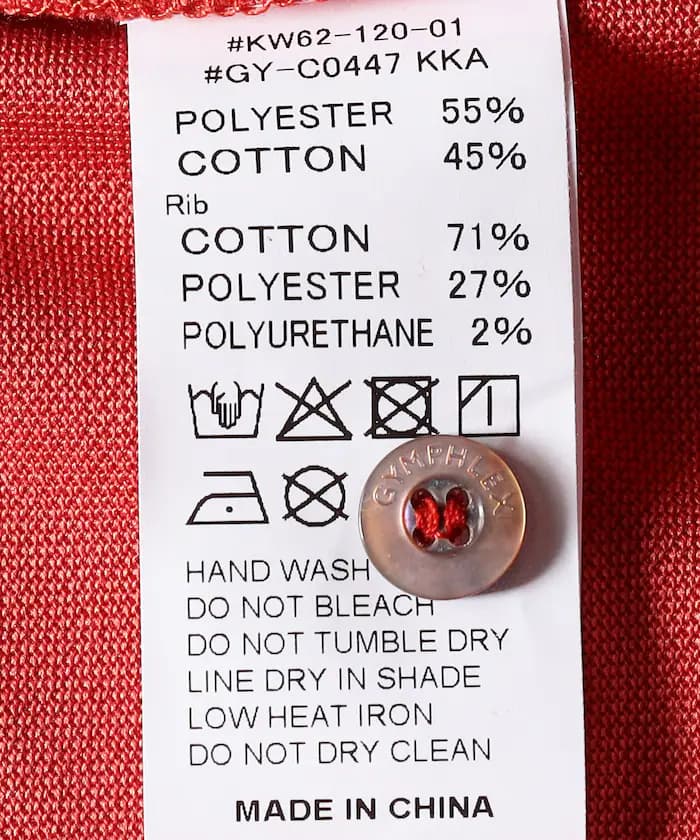 #KW62-120-01
#GY-C0447 KKA
POLYESTER 55%
COTTON 45%
Rib
COTTON 71%
POLYESTER 27%
POLYURETHANE 2%
GYMPHLEX
HAND WASH
DO NOT BLEACH
DO NOT TUMBLE DRY
LINE DRY IN SHADE
LOW HEAT IRON
DO NOT DRY CLEAN
MADE IN CHINA